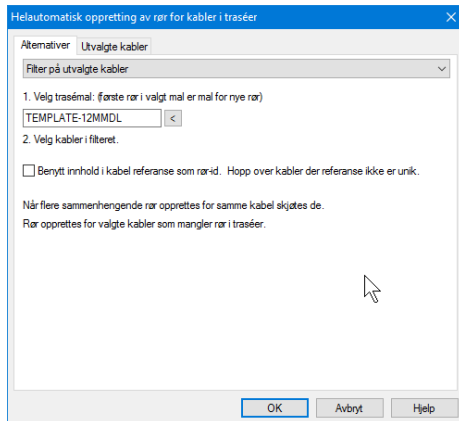 Helautomatisk oppretting av rør for kabler i traséer
Alternativer
Utvalgte kabler
Filter på utvalgte kabler
1. Velg trasémal: (første rør i valgt mal er mal for nye rør)
TEMPLATE-12MMDL
<
2. Velg kabler i filteret.
Benytt innhold i kabel referanse som rør-id. Hopp over kabler der referanse ikke er unik.
Når flere sammenhengende rør opprettes for samme kabel skjøtes de.
Rør opprettes for valgte kabler som mangler rør i traséer.
OK
Avbryt
Hjelp